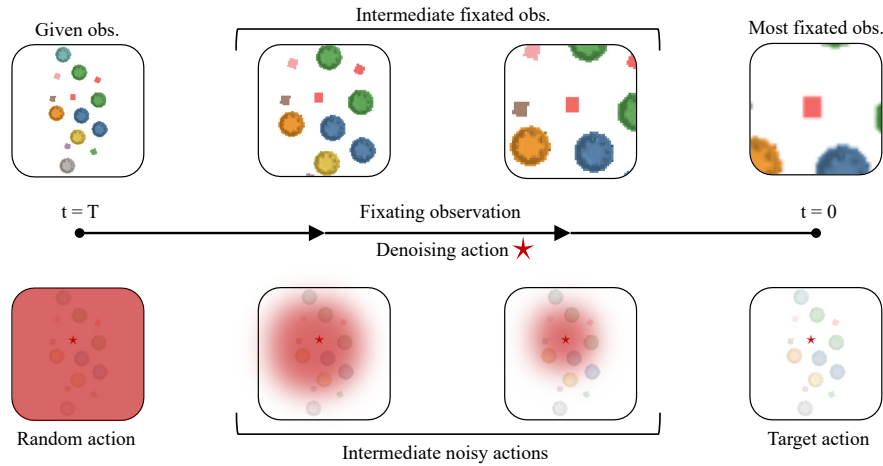 Given obs.
Intermediate fixated obs.
Most fixated obs.
t = T
Fixating observation
t = 0
Denoising action
Random action
Intermediate noisy actions
Target action